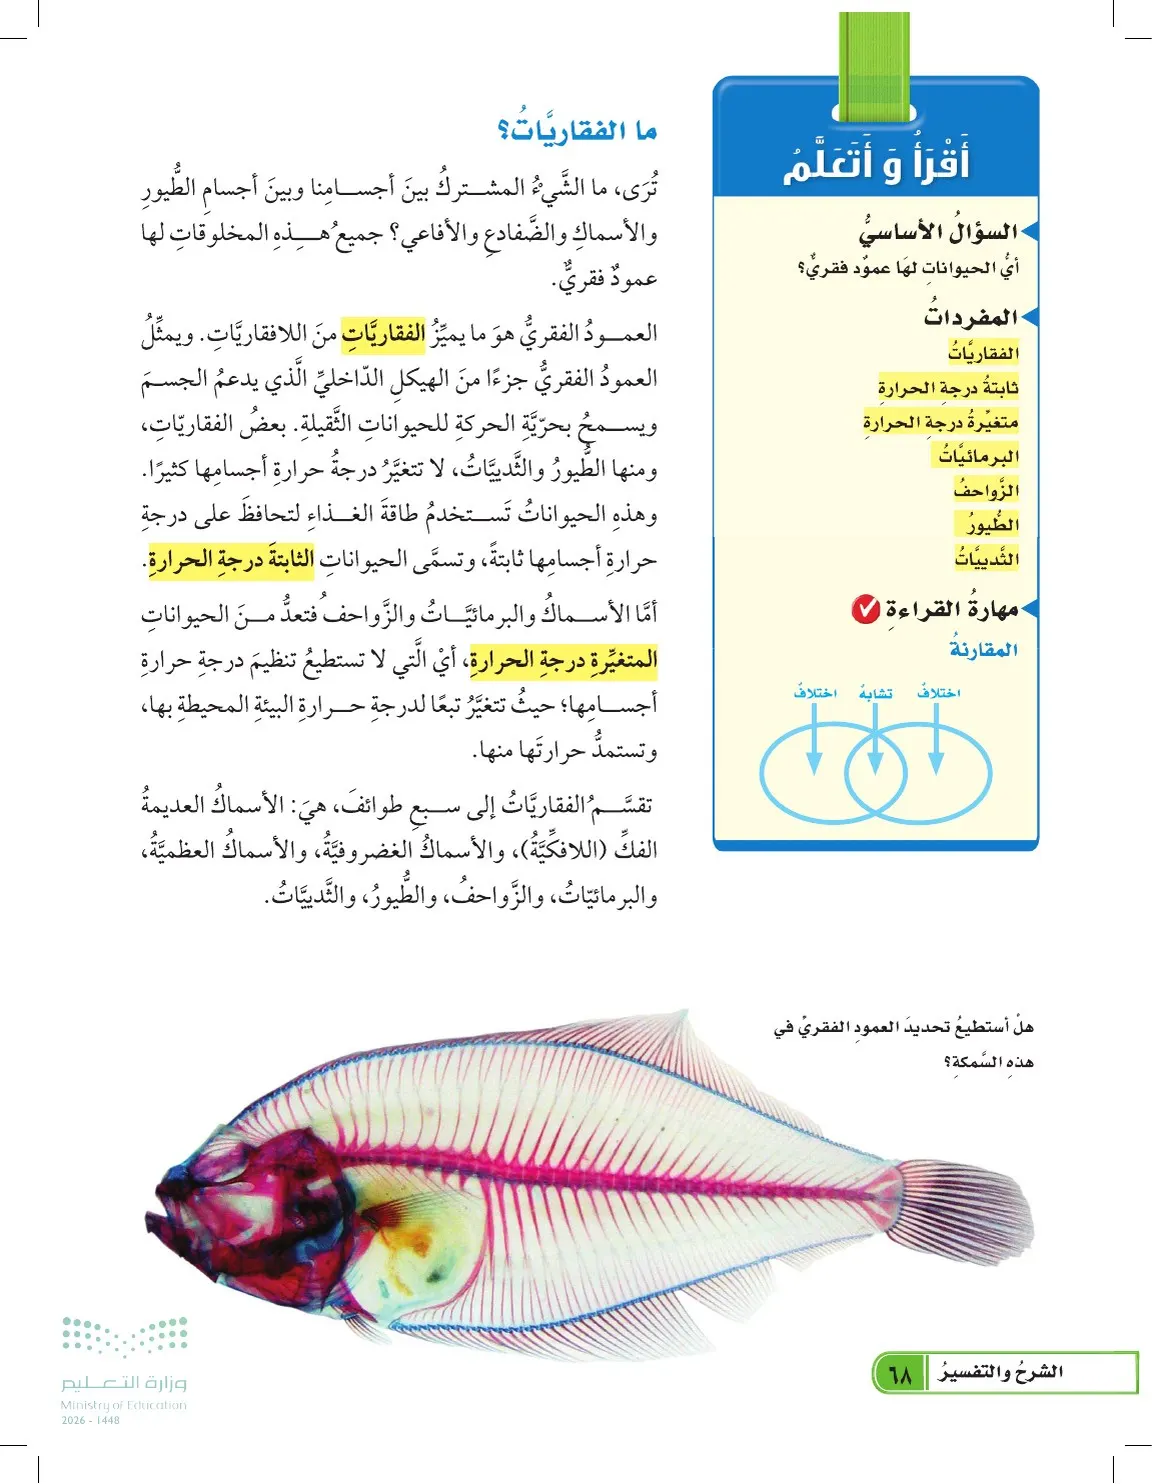 أَقْرَأُ وَ أَتَعَلَّمُ
السؤالُ الأساسيُّ
أيُّ الحيواناتِ لهَا عمودٌ فقريٌّ؟
المفرداتُ
الفقاريَّاتُ
ثابتةُ درجةِ الحرارةِ
متغيِّرةُ درجةِ الحرارةِ
البرمائيَّاتُ
الزَّواحفُ
الطُّيورُ
الثَّدييَّاتُ
مهارةُ القراءةِ
المقارنةُ
اختلافٌ تشابهٌ اختلافٌ
ما الفقاريَّاتُ؟
تُرَى، ما الشَّيءُ المشتركُ بينَ أجسامِنا وبينَ أجسامِ الطُّيورِ
والأسماكِ والضَّفادعِ والأفاعي؟ جميعُ هذِهِ المخلوقاتِ لها
عمودٌ فقريٌّ.
العمودُ الفقريُّ هوَ ما يميِّزُ الفقاريَّاتِ منَ اللافقاريَّاتِ. ويمثِّلُ
العمودُ الفقريُّ جزءًا منَ الهيكلِ الدّاخليِّ الَّذي يدعمُ الجسمَ
ويسمحُ بحرّيَّةِ الحركةِ للحيواناتِ الثَّقيلةِ. بعضُ الفقاريّاتِ،
ومنها الطُّيورُ والثَّدييَّاتُ، لا تتغيَّرُ درجةُ حرارةِ أجسامِها كثيرًا.
وهذهِ الحيواناتُ تَستخدمُ طاقةَ الغذاءِ لتحافظَ على درجةِ
حرارةِ أجسامِها ثابتةً، وتسمَّى الحيواناتِ الثابتةَ درجةِ الحرارةِ.
أمَّا الأسماكُ والبرمائيَّاتُ والزَّواحفُ فتعدُّ منَ الحيواناتِ
المتغيِّرةِ درجةِ الحرارةِ، أيْ الَّتي لا تستطيعُ تنظيمَ درجةِ حرارةِ
أجسامِها؛ حيثُ تتغيَّرُ تبعًا لدرجةِ حرارةِ البيئةِ المحيطةِ بها،
وتستمدُّ حرارتَها منها.
تقسَّمُ الفقاريَّاتُ إلى سبعِ طوائفَ، هيَ: الأسماكُ العديمةُ
الفكِّ (اللافكِّيَّةُ)، والأسماكُ الغضروفيَّةُ، والأسماكُ العظميَّةُ،
والبرمائيّاتُ، والزَّواحفُ، والطُّيورُ، والثَّدييَّاتُ.
هلْ أستطيعُ تحديدَ العمودِ الفقريِّ في
هذهِ السَّمكةِ؟
وزارة التعليم
Ministry of Education
2026 - 1448
الشرحُ والتفسيرُ ٦٨